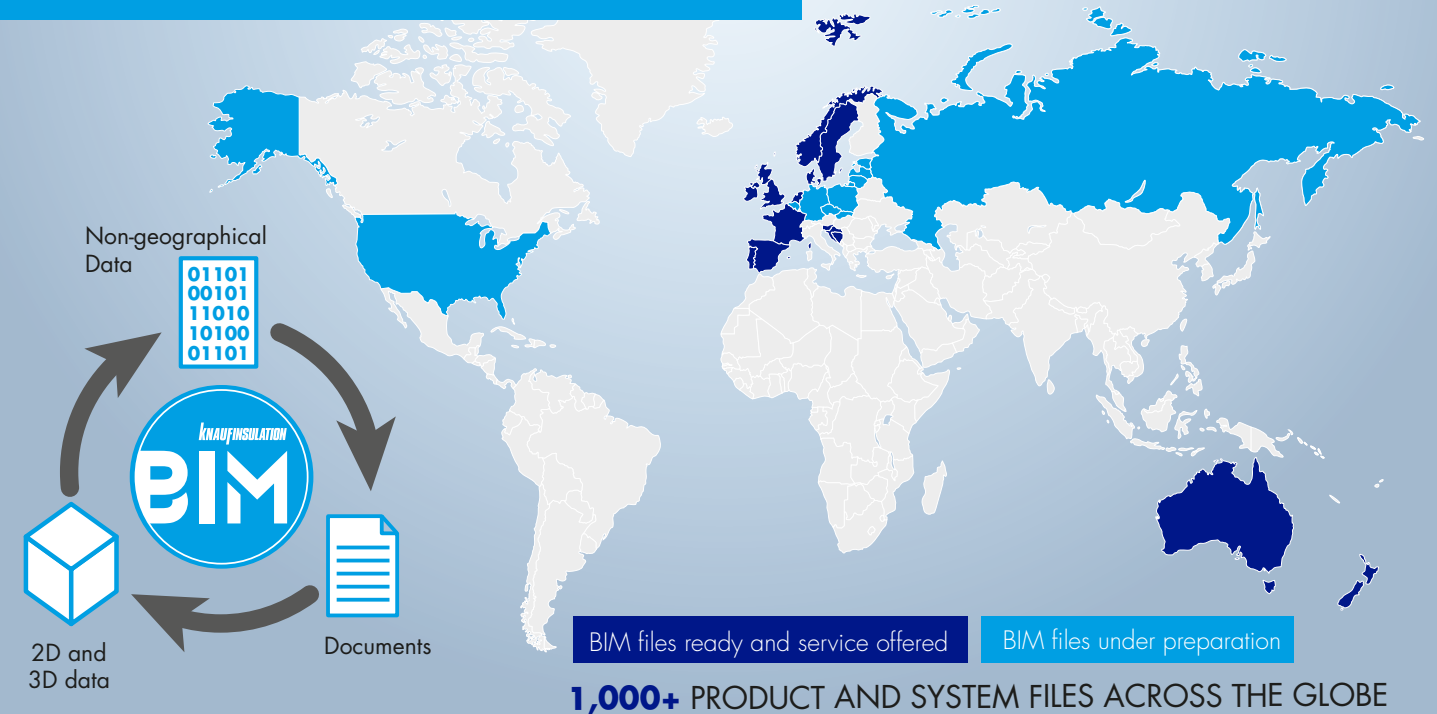 Non-geographical
Data
01101
00101
11010
10100
01101
KNAUFINSULATION
BIM
2D and
3D data
Documents
BIM files ready and service offered
BIM files under preparation
1,000+ PRODUCT AND SYSTEM FILES ACROSS THE GLOBE